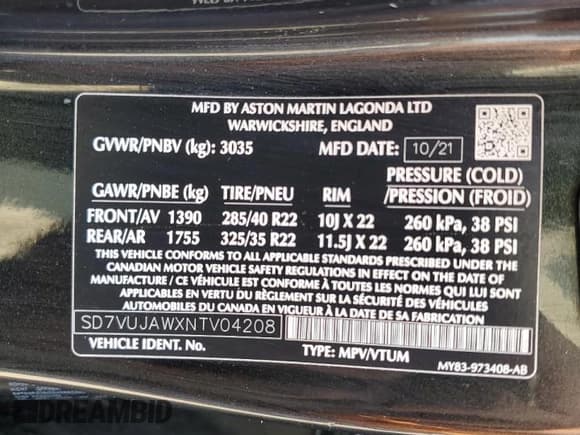 MFD BY ASTON MARTIN LAGONDA LTD
WARWICKSHIRE, ENGLAND
GVWR/PNBV (kg): 3035 MFD DATE: 10/21
PRESSURE (COLD)
GAWR/PNBE (kg) TIRE/PNEU RIM /PRESSION (FROID)
FRONT/AV 1390 285/40 R22 10J X 22 260 kPa, 38 PSI
REAR/AR 1755 325/35 R22 11.5J X 22 260 kPa, 38 PSI
THIS VEHICLE CONFORMS TO ALL APPLICABLE STANDARDS PRESCRIBED UNDER THE
CANADIAN MOTOR VEHICLE SAFETY REGULATIONS IN EFFECT ON THE DATE OF
MANUFACTURE / CE VÉHICULE EST CONFORME À TOUTES LES NORMES QUI LUI SONT
APPLICABLES EN VERTU DU RÈGLEMENT SUR LA SÉCURITÉ DES VÉHICULES
AUTOMOBILES DU CANADA EN VIGUEUR À LA DATE DE SA FABRICATION
SD7VUJAWXNTV04208
VEHICLE IDENT. No. TYPE: MPV/VTUM
MY83-973408-AB
DREAMBID